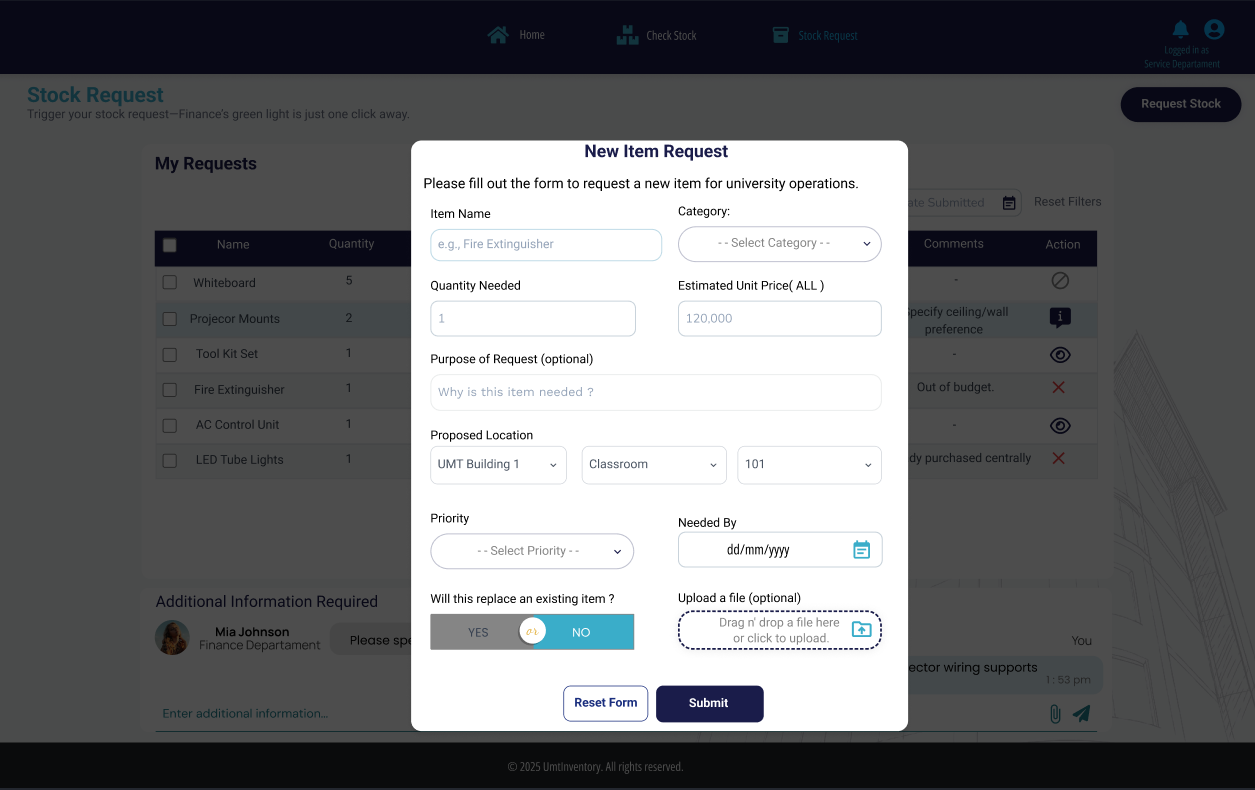 Home
Check Stock
Stock Request
Logged in as
Service Departament
Stock Request
Trigger your stock request—Finance's green light is just one click away.
Request Stock
My Requests
New Item Request
Please fill out the form to request a new item for university operations.
Submitted
Reset Filters
Item Name
Category:
e.g., Fire Extinguisher
- - Select Category - -
Name
Quantity
Comments
Action
Whiteboard
5
-
Quantity Needed
Estimated Unit Price( ALL )
1
120,000
Projecor Mounts
2
ceiling/wall
preference
Tool Kit Set
1
-
Purpose of Request (optional)
Why is this item needed ?
Fire Extinguisher
1
Out of budget.
AC Control Unit
1
-
Proposed Location
UMT Building 1
Classroom
101
LED Tube Lights
1
purchased centrally
Priority
Needed By
- - Select Priority - -
dd/mm/yyyy
Will this replace an existing item ?
Upload a file (optional)
YES
or
NO
Drag n' drop a file here
or click to upload.
Additional Information Required
Mia Johnson
Finance Departament
Please
You
wiring supports
1 : 53 pm
Enter additional information...
Reset Form
Submit
© 2025 UmtInventory. All rights reserved.